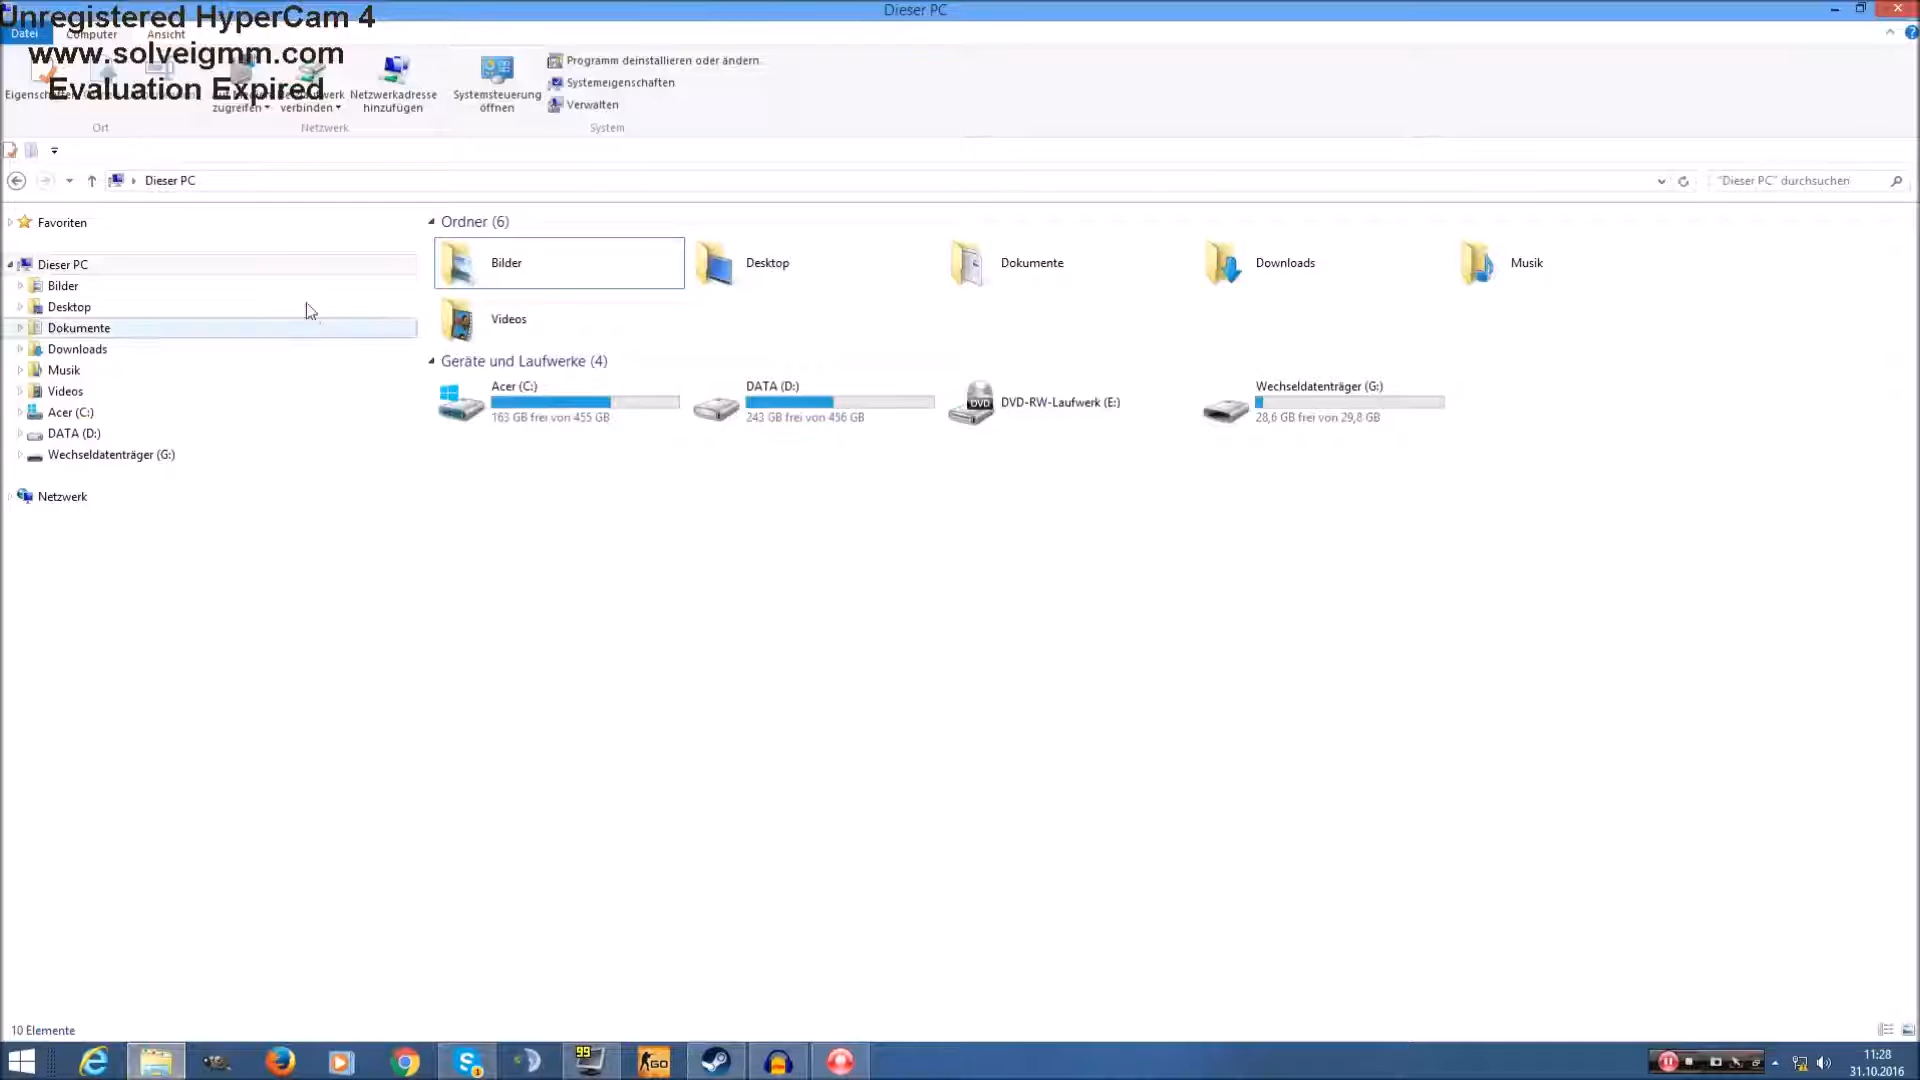 Unregistered HyperCam 4
www.solveigmm.com
Evaluation Expired
Dieser PC
Datei
Computer
Ansicht
zugreifen
verbinden
Netzwerkadresse
hinzufügen
Systemsteuerung
öffnen
Programm deinstallieren oder ändern
Systemeigenschaften
Verwalten
Ort
Netzwerk
System
Dieser PC
"Dieser PC" durchsuchen
Favoriten
Dieser PC
Bilder
Desktop
Dokumente
Downloads
Musik
Videos
Acer (C:)
DATA (D:)
Wechseldatenträger (G:)
Netzwerk
Ordner (6)
Bilder
Desktop
Dokumente
Downloads
Musik
Videos
Geräte und Laufwerke (4)
Acer (C:)
163 GB frei von 455 GB
DATA (D:)
243 GB frei von 456 GB
DVD
DVD-RW-Laufwerk (E:)
Wechseldatenträger (G:)
28,6 GB frei von 29,8 GB
10 Elemente
99
GO
11:28
31.10.2016